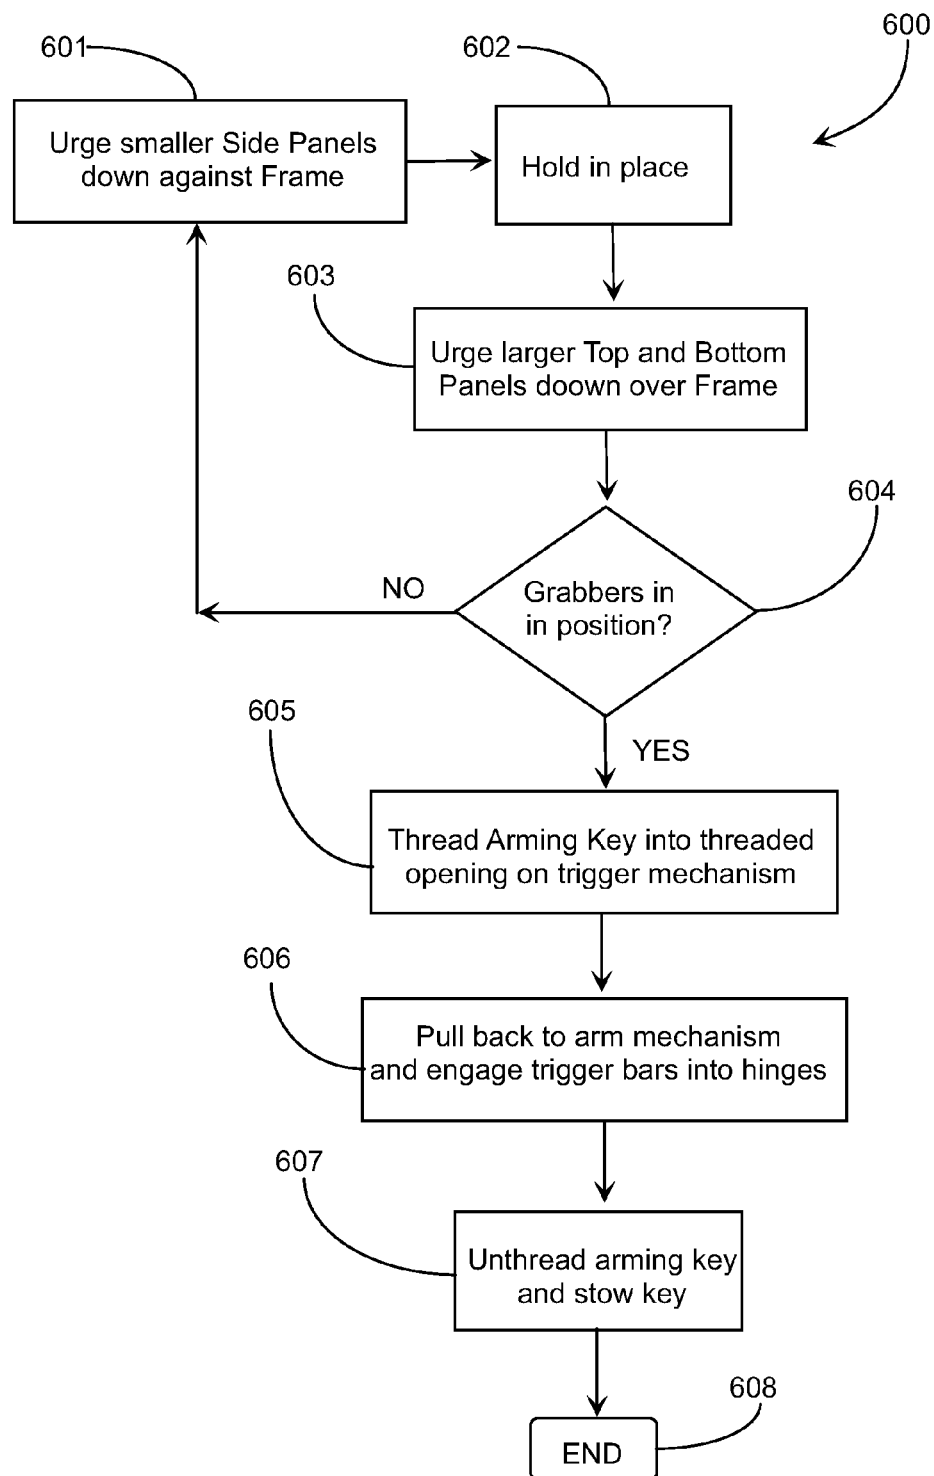 600
601
602
Urge smaller Side Panels
down against Frame
Hold in place
603
Urge larger Top and Bottom
Panels doown over Frame
604
NO
Grabbers in
in position?
605
YES
Thread Arming Key into threaded
opening on trigger mechanism
606
Pull back to arm mechanism
and engage trigger bars into hinges
607
Unthread arming key
and stow key
608
END